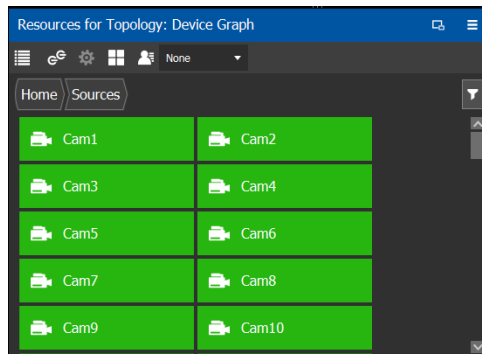 Resources for Topology: Device Graph
None
Home Sources
Cam1 Cam2
Cam3 Cam4
Cam5 Cam6
Cam7 Cam8
Cam9 Cam10